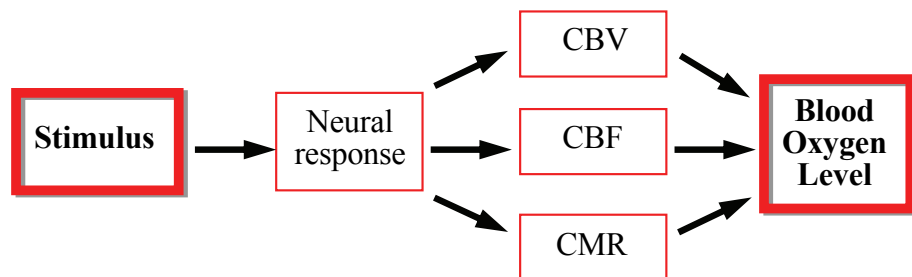 Stimulus
Neural
response
CBV
CBF
CMR
Blood
Oxygen
Level